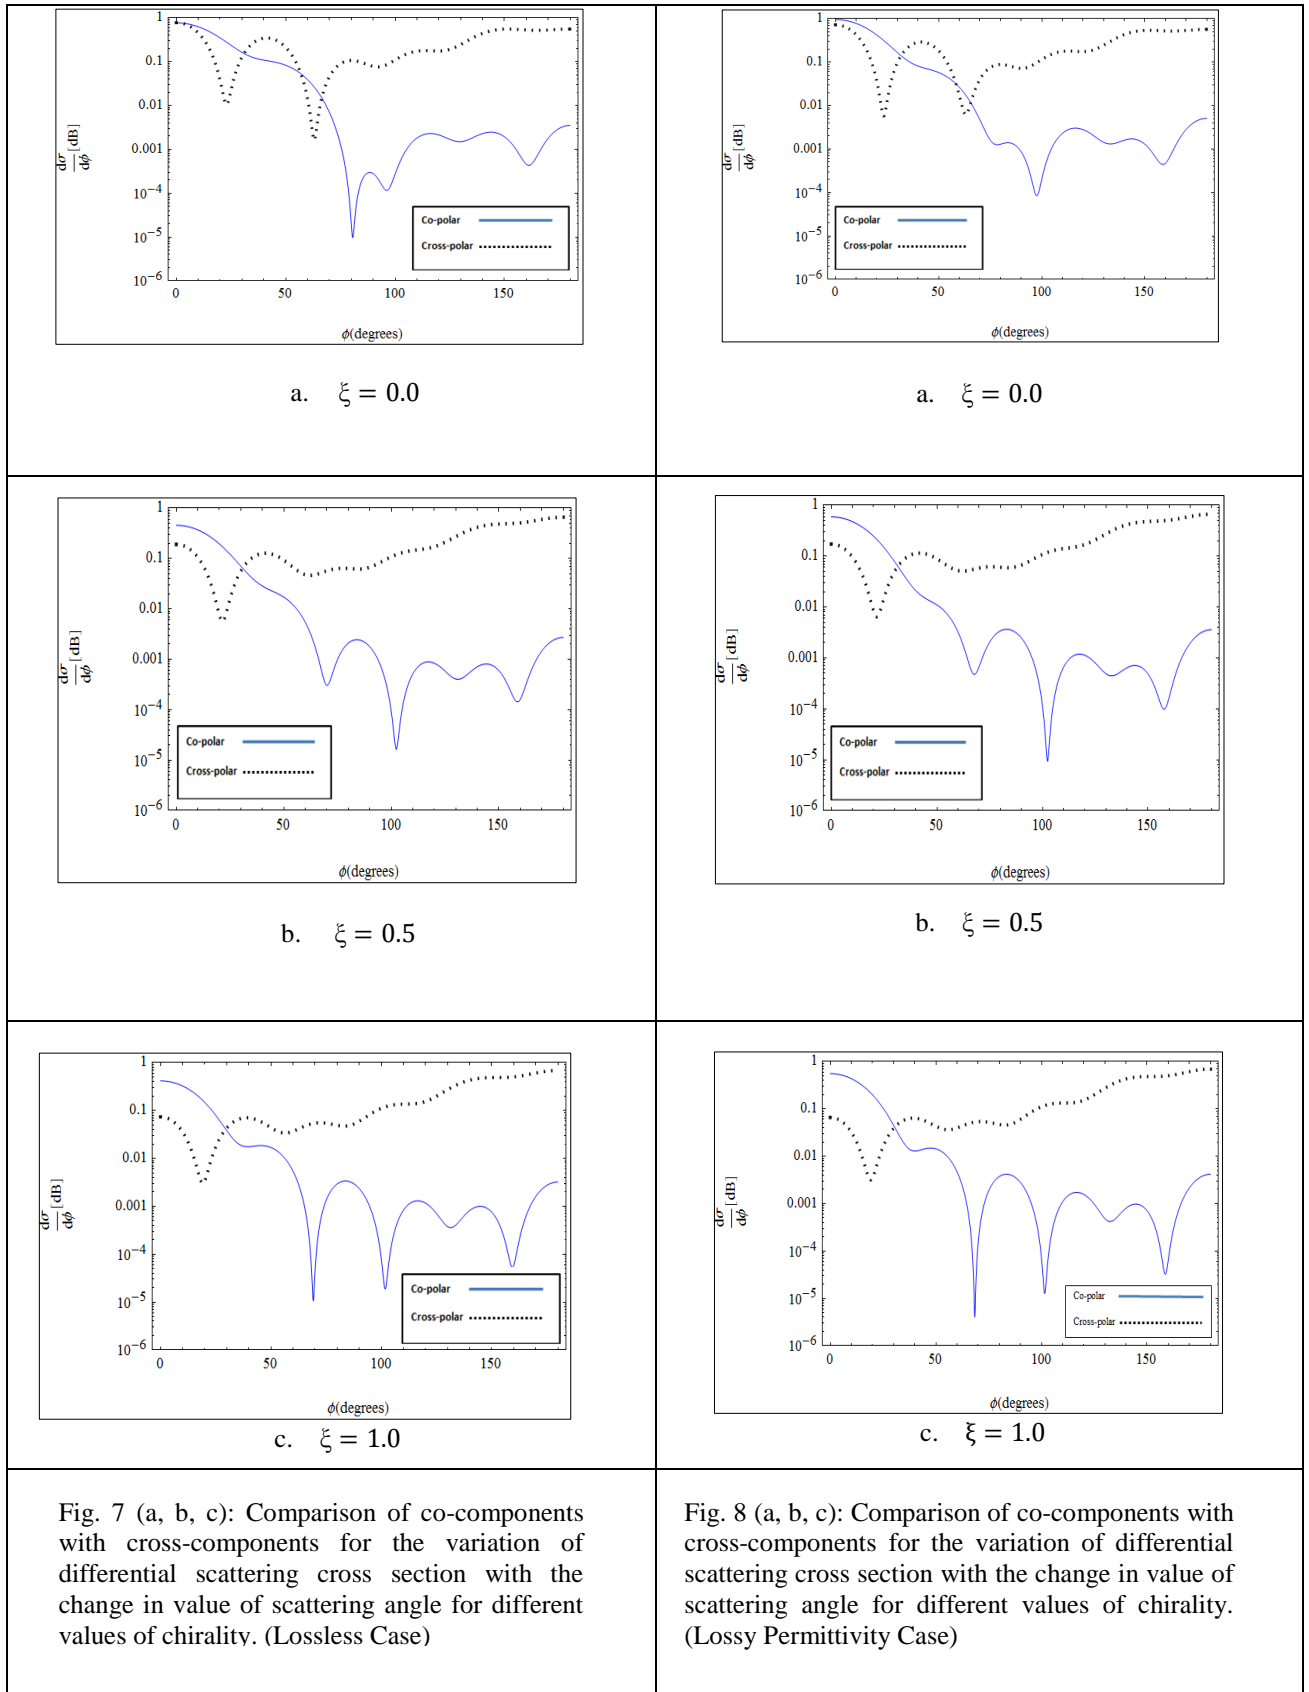 1
0.1
0.01
0.001
10−4
10−5
10−6
dσ/dϕ [dB]
Co-polar
Cross-polar
0 50 100 150
ϕ(degrees)
a. ξ = 0.0
1
0.1
0.01
0.001
10−4
10−5
10−6
dσ/dϕ [dB]
Co-polar
Cross-polar
0 50 100 150
ϕ(degrees)
a. ξ = 0.0
1
0.1
0.01
0.001
10−4
10−5
10−6
dσ/dϕ [dB]
Co-polar
Cross-polar
0 50 100 150
ϕ(degrees)
b. ξ = 0.5
1
0.1
0.01
0.001
10−4
10−5
10−6
dσ/dϕ [dB]
Co-polar
Cross-polar
0 50 100 150
ϕ(degrees)
b. ξ = 0.5
1
0.1
0.01
0.001
10−4
10−5
10−6
dσ/dϕ [dB]
Co-polar
Cross-polar
0 50 100 150
ϕ(degrees)
c. ξ = 1.0
1
0.1
0.01
0.001
10−4
10−5
10−6
dσ/dϕ [dB]
Co-polar
Cross-polar
0 50 100 150
ϕ(degrees)
c. ξ = 1.0
Fig. 7 (a, b, c): Comparison of co-components
with cross-components for the variation of
differential scattering cross section with the
change in value of scattering angle for different
values of chirality. (Lossless Case)
Fig. 8 (a, b, c): Comparison of co-components with
cross-components for the variation of differential
scattering cross section with the change in value of
scattering angle for different values of chirality.
(Lossy Permittivity Case)